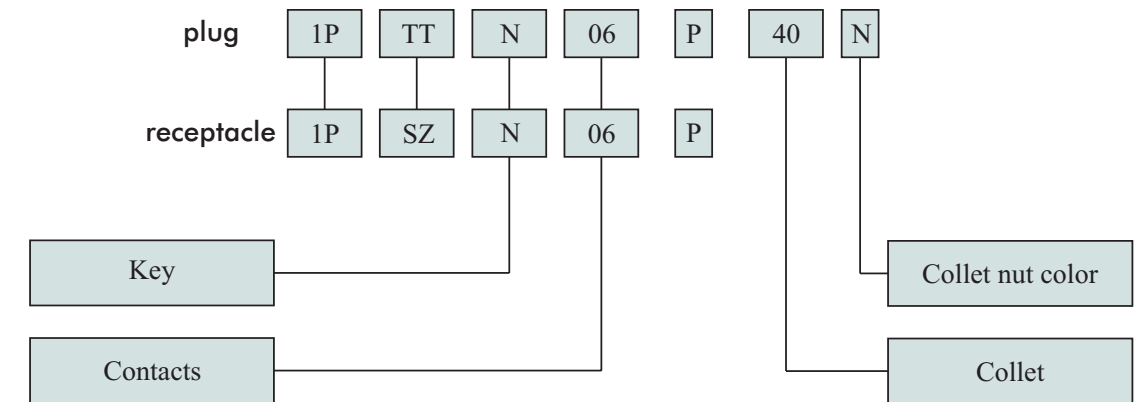 plug 1P TT N 06 P 40 N
receptacle 1P SZ N 06 P
Key
Collet nut color
Contacts
Collet